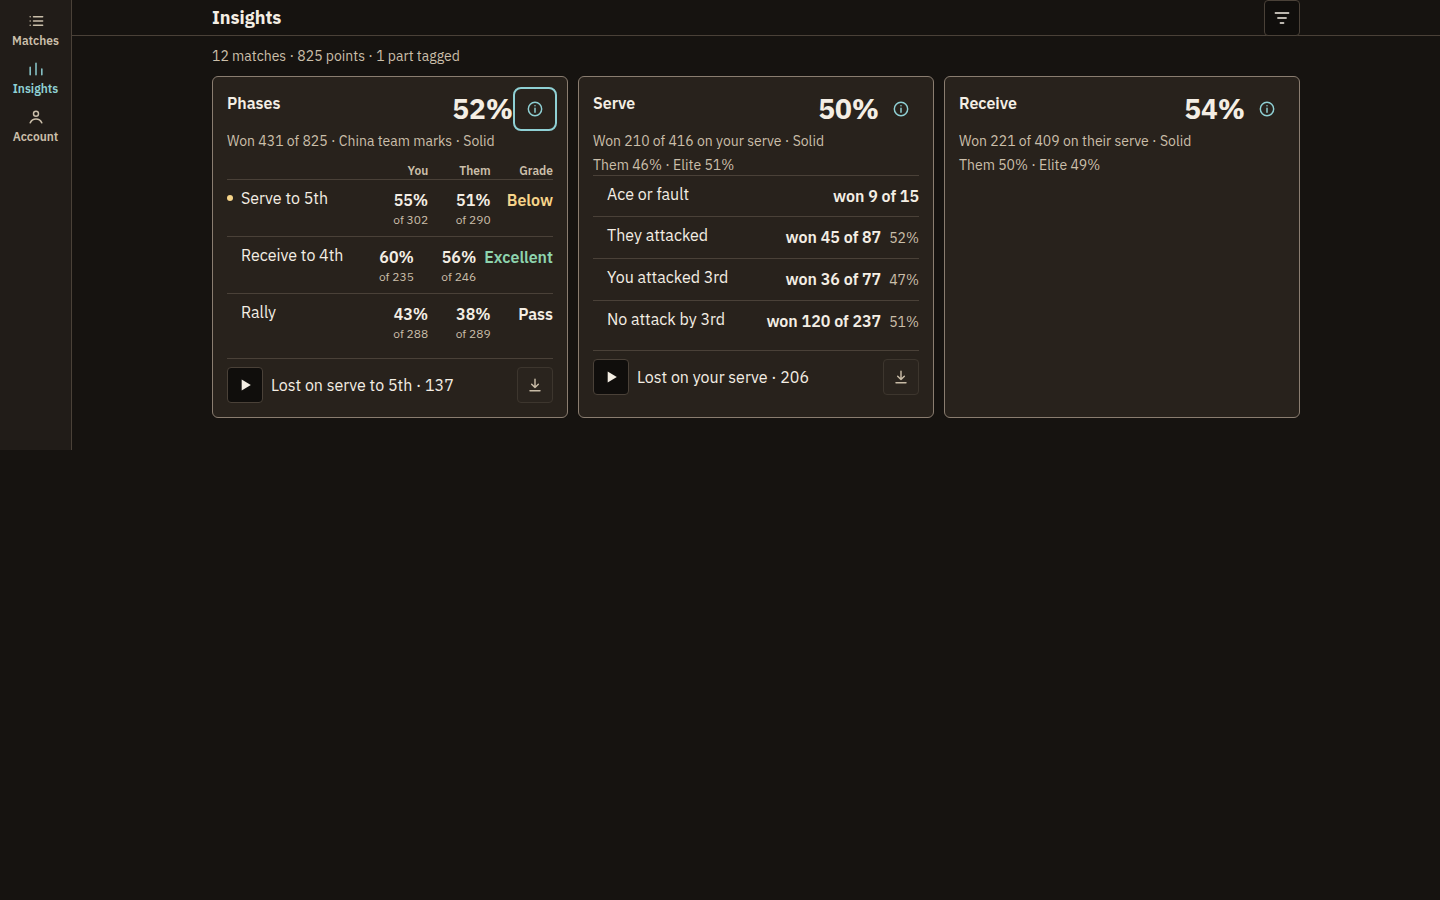 Matches
Insights
Account
Insights
12 matches · 825 points · 1 part tagged
Phases
52%
Won 431 of 825 · China team marks · Solid
You Them Grade
Serve to 5th 55% 51% Below
of 302 of 290
Receive to 4th 60% 56% Excellent
of 235 of 246
Rally 43% 38% Pass
of 288 of 289
Lost on serve to 5th · 137
Serve
50%
Won 210 of 416 on your serve · Solid
Them 46% · Elite 51%
Ace or fault won 9 of 15
They attacked won 45 of 87 52%
You attacked 3rd won 36 of 77 47%
No attack by 3rd won 120 of 237 51%
Lost on your serve · 206
Receive
54%
Won 221 of 409 on their serve · Solid
Them 50% · Elite 49%